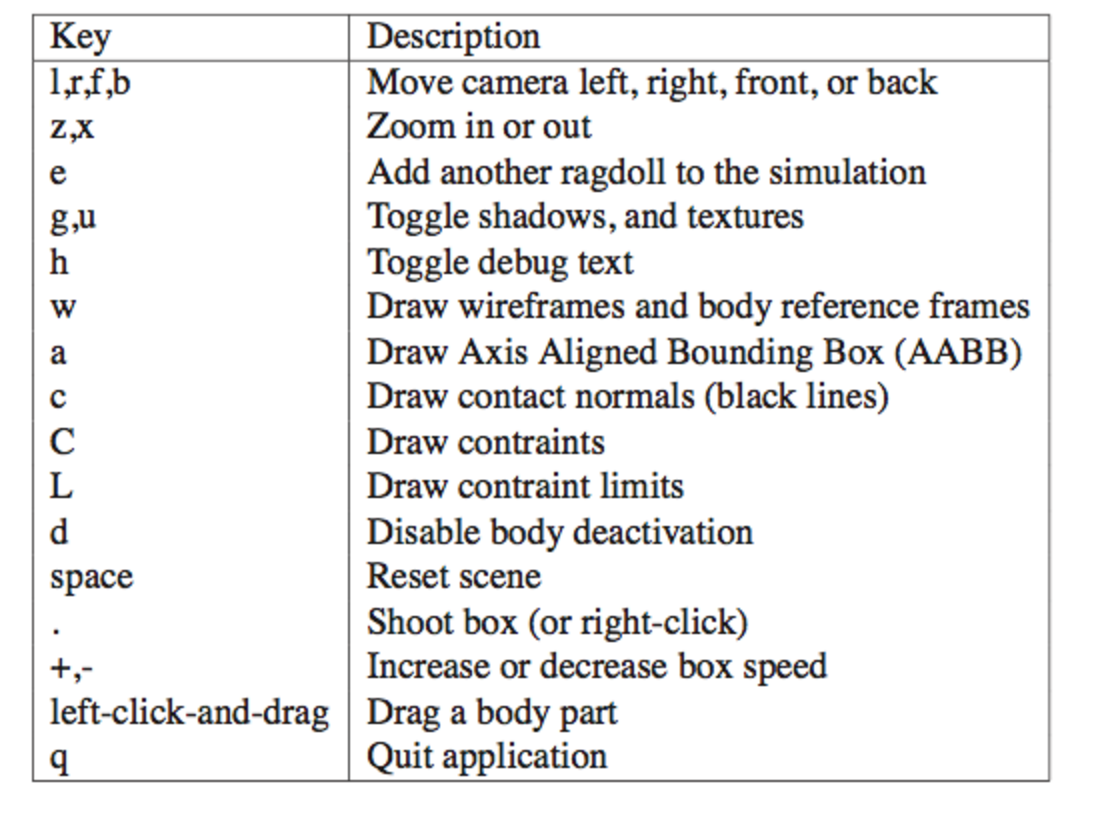 Key Description
l,r,f,b Move camera left, right, front, or back
z,x Zoom in or out
e Add another ragdoll to the simulation
g,u Toggle shadows, and textures
h Toggle debug text
w Draw wireframes and body reference frames
a Draw Axis Aligned Bounding Box (AABB)
c Draw contact normals (black lines)
C Draw contraints
L Draw contraint limits
d Disable body deactivation
space Reset scene
. Shoot box (or right-click)
+,- Increase or decrease box speed
left-click-and-drag Drag a body part
q Quit application